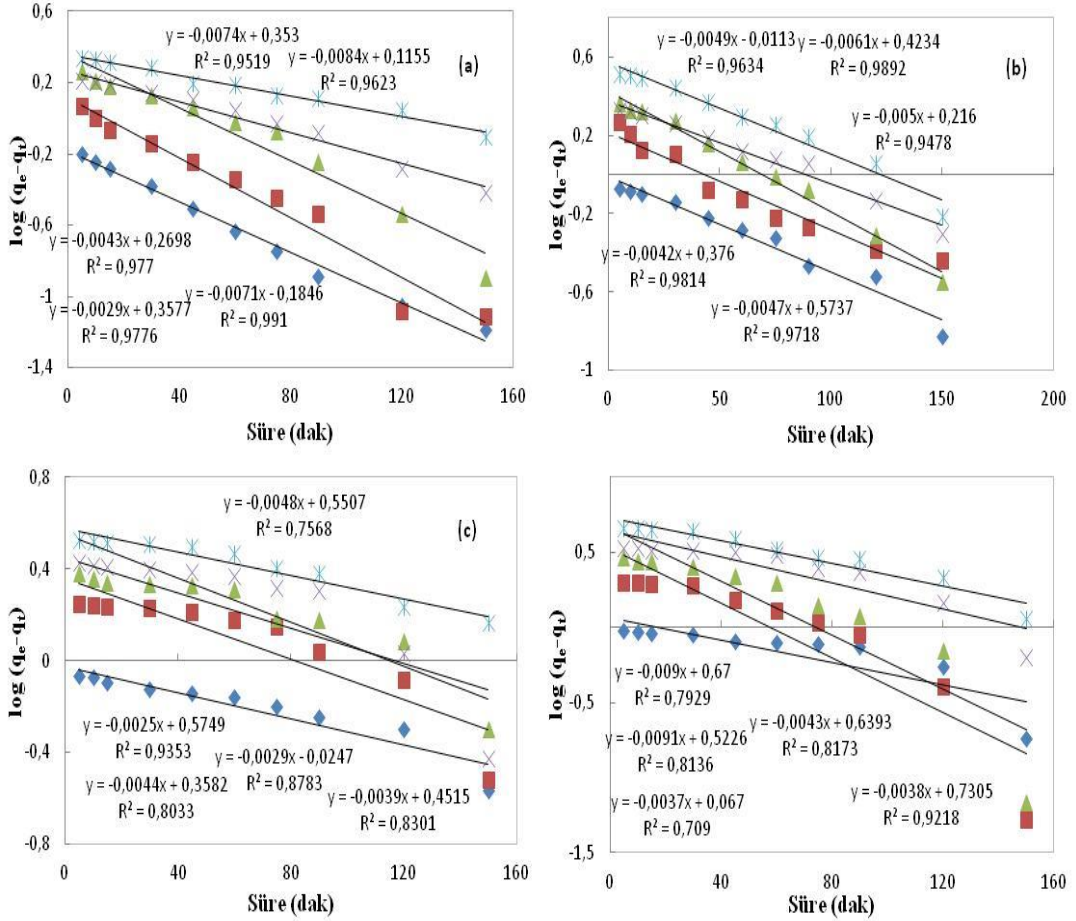 0,6
0,2
-0,2
-0,6
-1
-1,4
0
40
80
120
160
log (qₑ-qₜ)
Süre (dak)
(a)
y = -0,0074x + 0,353
R² = 0,9519
y = -0,0084x + 0,1155
R² = 0,9623
y = -0,0043x + 0,2698
R² = 0,977
y = -0,0071x - 0,1846
R² = 0,991
y = -0,0029x + 0,3577
R² = 0,9776
0,6
0,2
-0,2
-0,6
-1
0
50
100
150
200
log (qₑ-qₜ)
Süre (dak)
(b)
y = -0,0049x - 0,0113
R² = 0,9634
y = -0,0061x + 0,4234
R² = 0,9892
y = -0,005x + 0,216
R² = 0,9478
y = -0,0042x + 0,376
R² = 0,9814
y = -0,0047x + 0,5737
R² = 0,9718
0,8
0,4
0
-0,4
-0,8
0
40
80
120
160
log (qₑ-qₜ)
Süre (dak)
(c)
y = -0,0048x + 0,5507
R² = 0,7568
y = -0,0025x + 0,5749
R² = 0,9353
y = -0,0029x - 0,0247
R² = 0,8783
y = -0,0044x + 0,3582
R² = 0,8033
y = -0,0039x + 0,4515
R² = 0,8301
0,5
-0,5
-1,5
0
40
80
120
160
log (qₑ-qₜ)
Süre (dak)
y = -0,009x + 0,67
R² = 0,7929
y = -0,0043x + 0,6393
R² = 0,8173
y = -0,0091x + 0,5226
R² = 0,8136
y = -0,0037x + 0,067
R² = 0,709
y = -0,0038x + 0,7305
R² = 0,9218